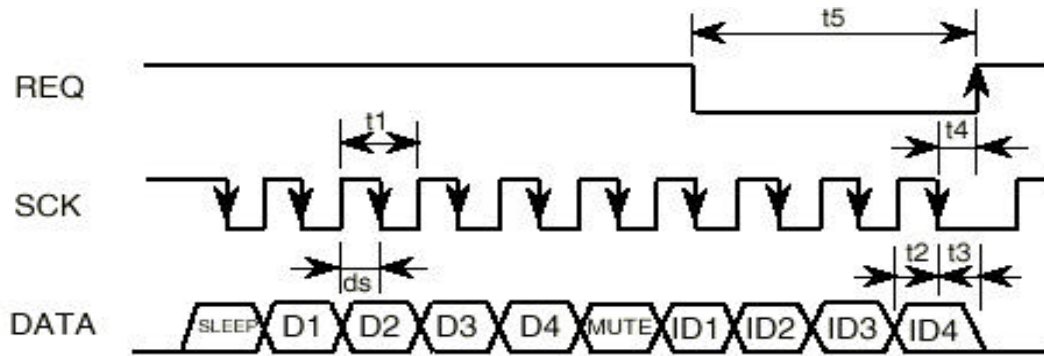 t5
REQ
t1
t4
SCK
t2 t3
ds
DATA SLEEP D1 D2 D3 D4 MUTE ID1 ID2 ID3 ID4